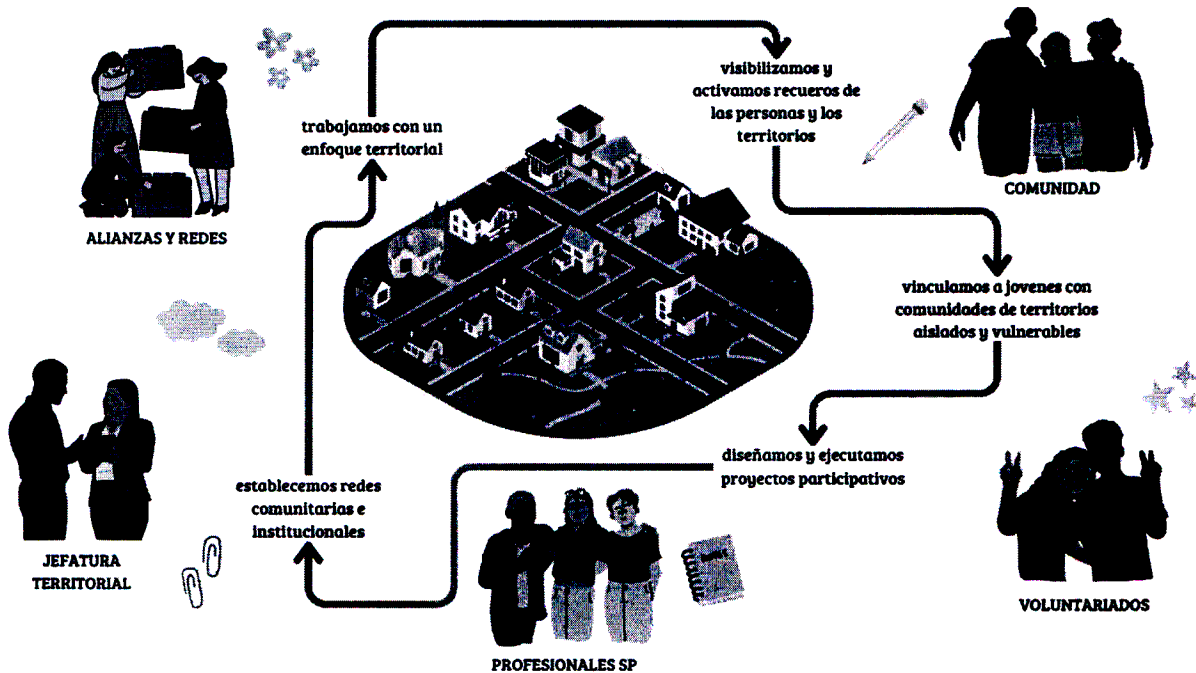 trabajamos con un
enfoque territorial
visibilizamos y
activamos recueros de
las personas y los
territorios
COMUNIDAD
ALIANZAS Y REDES
vinculamos a jovenes con
comunidades de territorios
aislados y vulnerables
diseñamos y ejecutamos
proyectos participativos
establecemos redes
comunitarias e
institucionales
JEFATURA
TERRITORIAL
VOLUNTARIADOS
PROFESIONALES SP